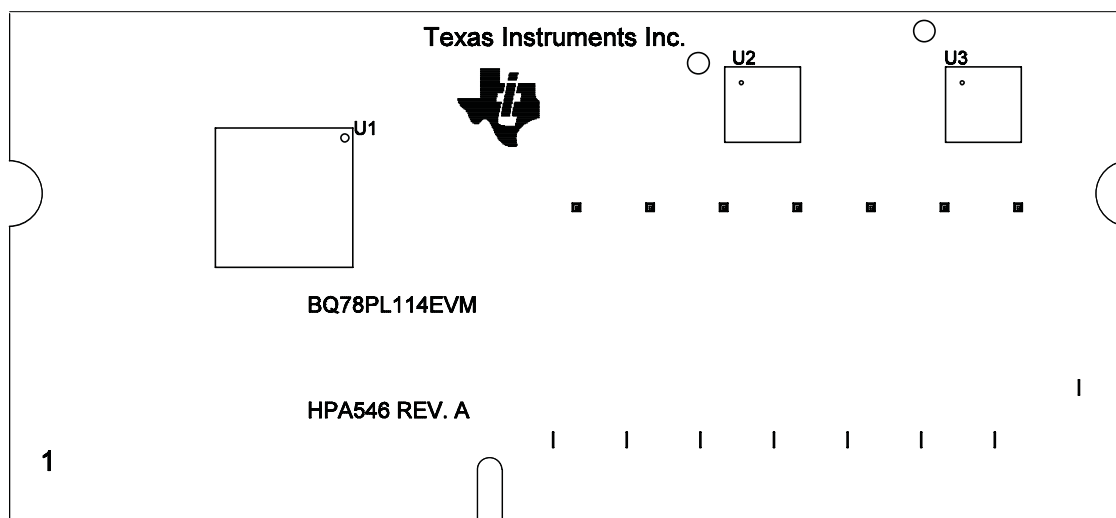 Texas Instruments Inc.
U2
U3
U1
BQ78PL114EVM
HPA546 REV. A
1